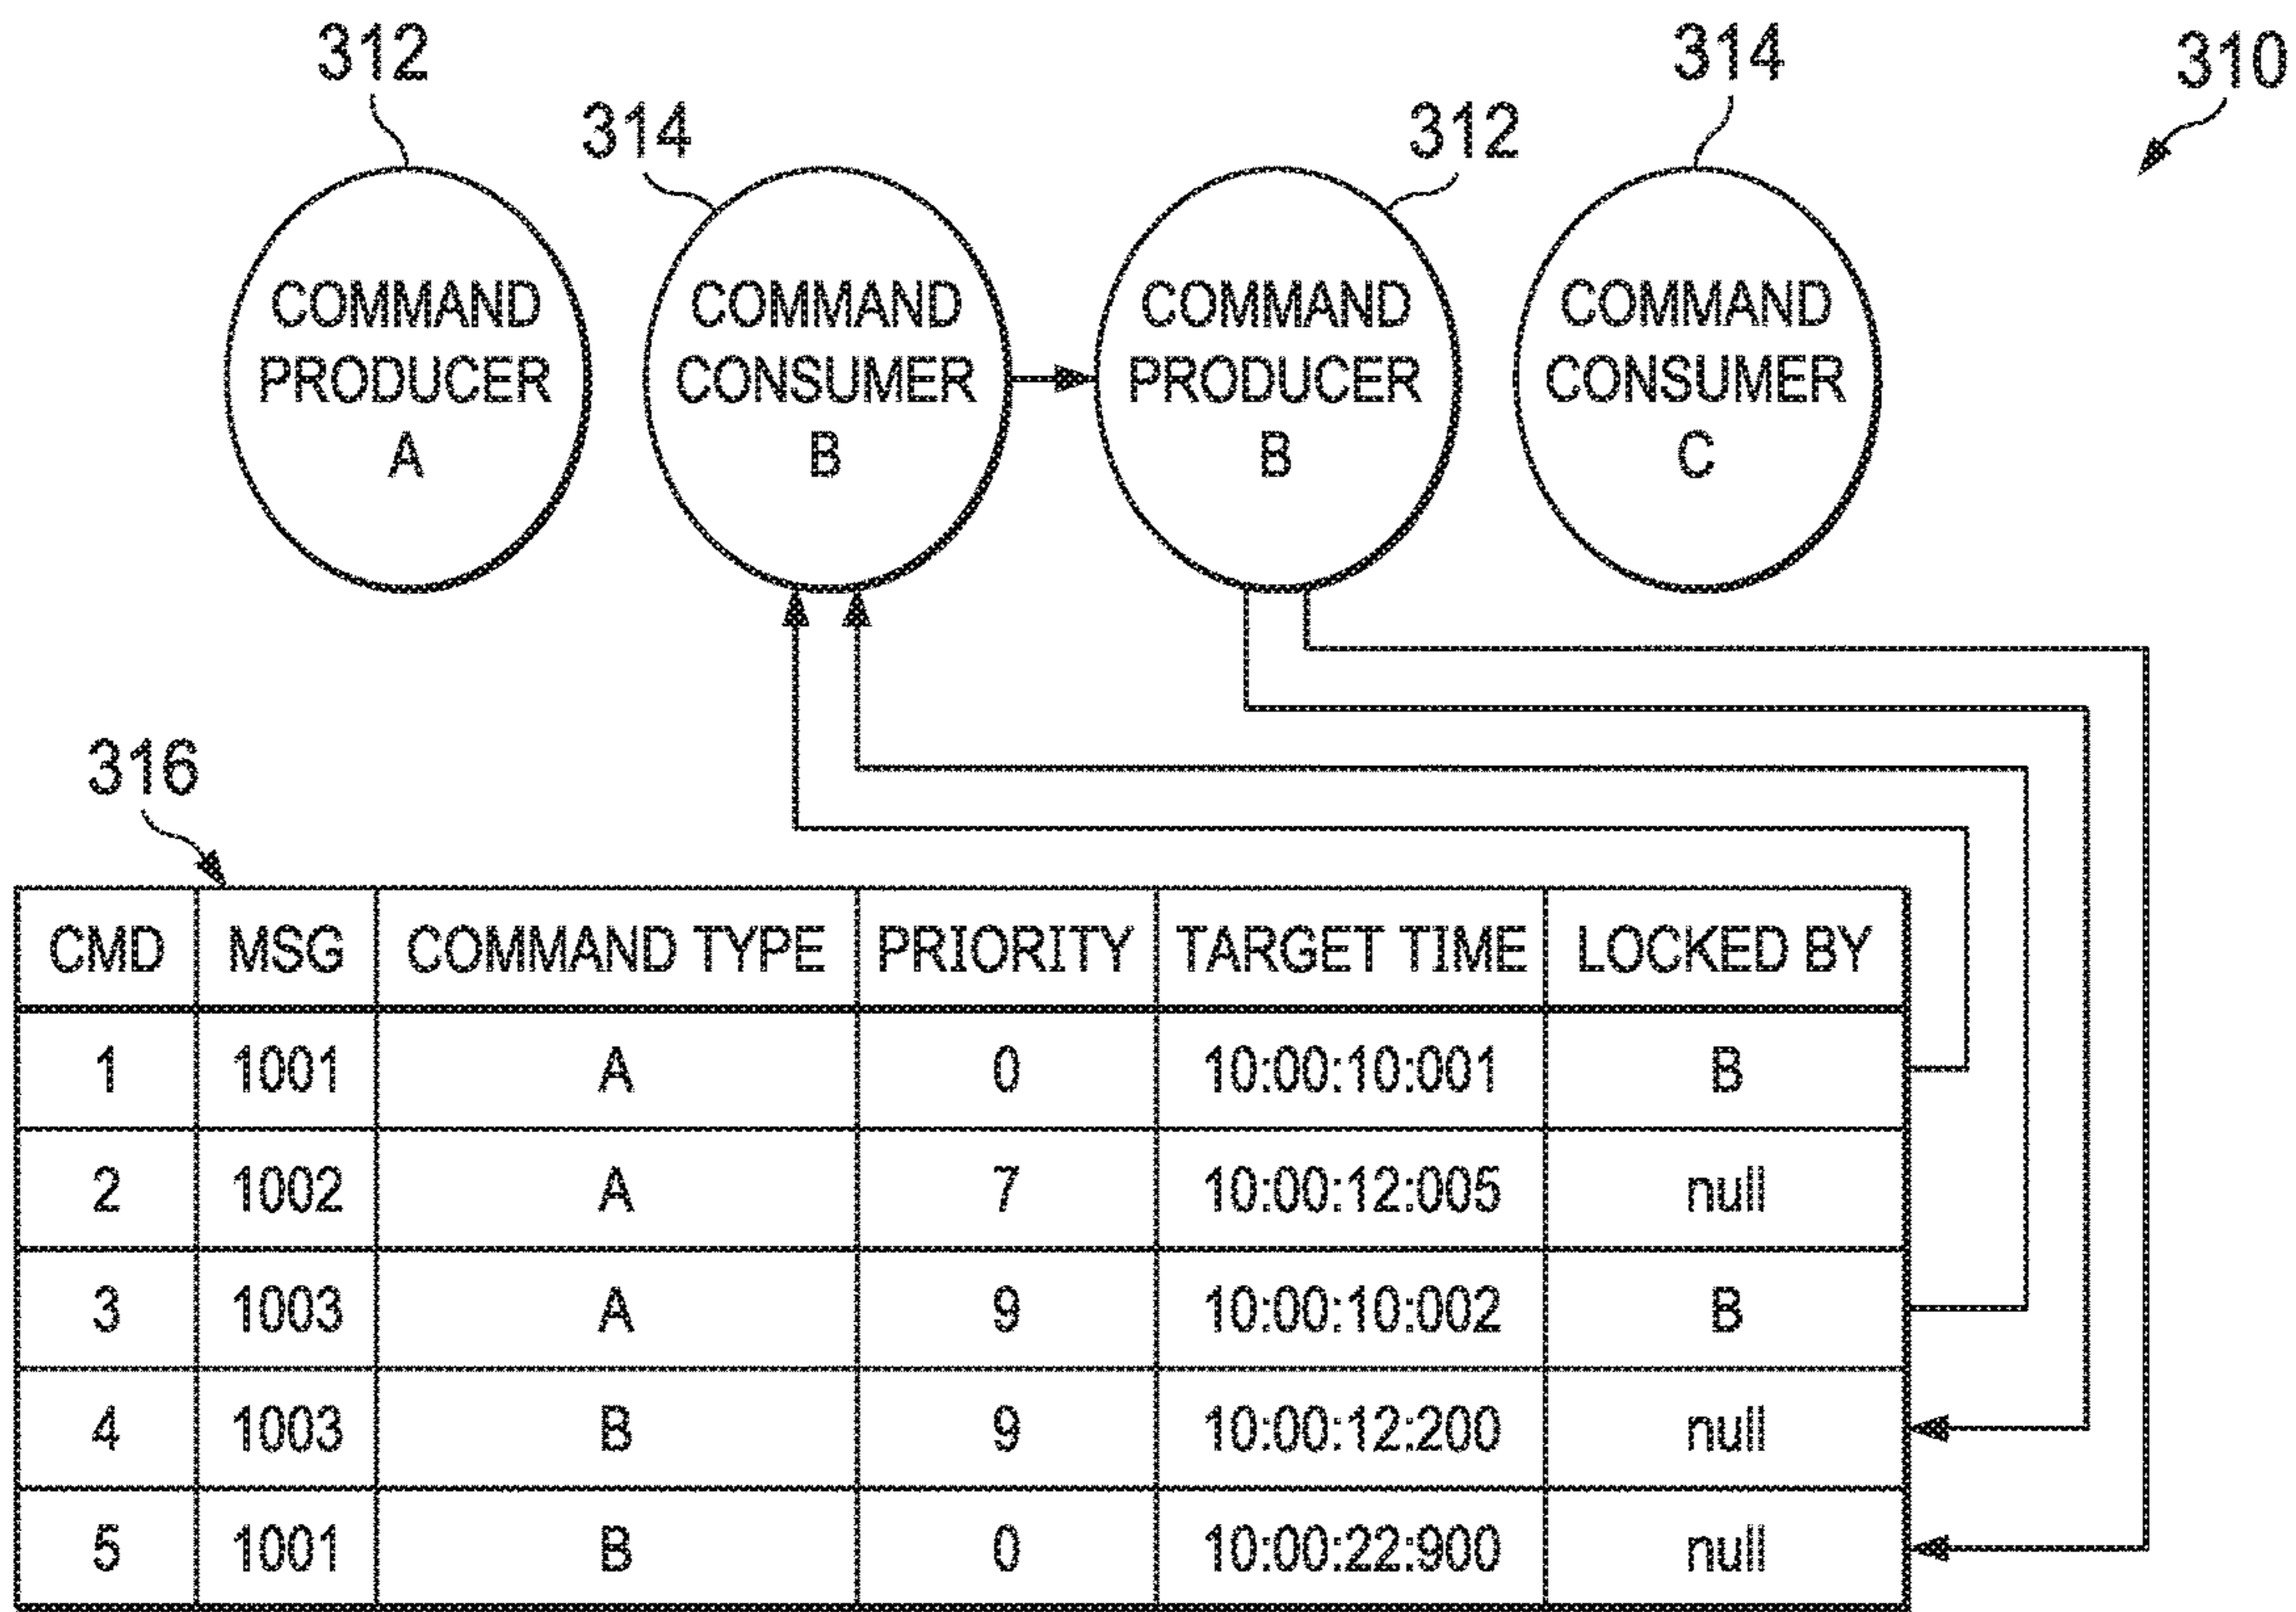 312
314
310
314
312
COMMAND
PRODUCER
A
COMMAND
CONSUMER
B
COMMAND
PRODUCER
B
COMMAND
CONSUMER
C
316
CMD MSG COMMAND TYPE PRIORITY TARGET TIME LOCKED BY
1 1001 A 0 10:00:10:001 B
2 1002 A 7 10:00:12:005 null
3 1003 A 9 10:00:10:002 B
4 1003 B 9 10:00:12:200 null
5 1001 B 0 10:00:22:900 null